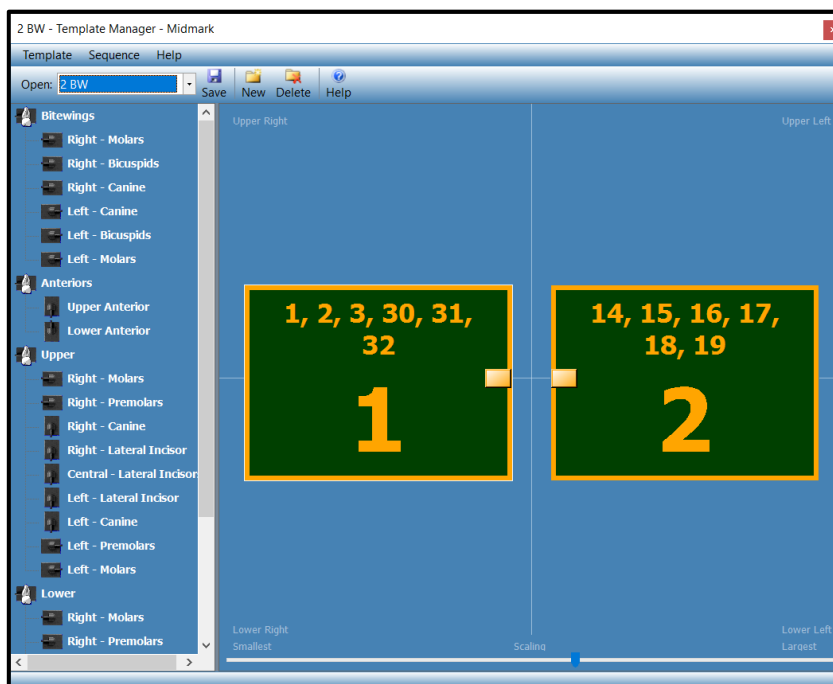 2 BW - Template Manager - Midmark
Template Sequence Help
Open: 2 BW Save New Delete Help
Bitewings
Right - Molars
Right - Bicuspids
Right - Canine
Left - Canine
Left - Bicuspids
Left - Molars
Anteriors
Upper Anterior
Lower Anterior
Upper
Right - Molars
Right - Premolars
Right - Canine
Right - Lateral Incisor
Central - Lateral Incisor
Left - Lateral Incisor
Left - Canine
Left - Premolars
Left - Molars
Lower
Right - Molars
Right - Premolars
Upper Right Upper Left
1, 2, 3, 30, 31,
32
1
14, 15, 16, 17,
18, 19
2
Lower Right Lower Left
Smallest Scaling Largest